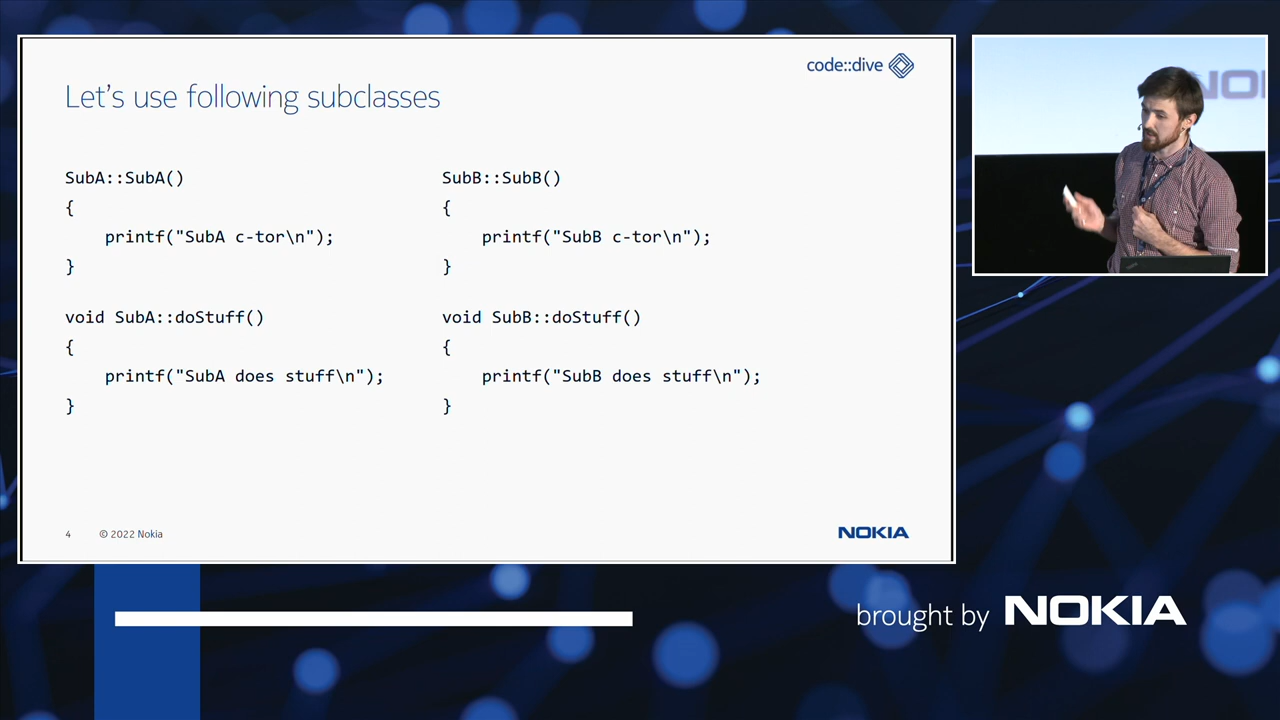 code::dive
Let's use following subclasses
SubA::SubA()
{
printf("SubA c-tor\n");
}
void SubA::doStuff()
{
printf("SubA does stuff\n");
}
SubB::SubB()
{
printf("SubB c-tor\n");
}
void SubB::doStuff()
{
printf("SubB does stuff\n");
}
4 © 2022 Nokia
NOKIA
NOKI
brought by NOKIA